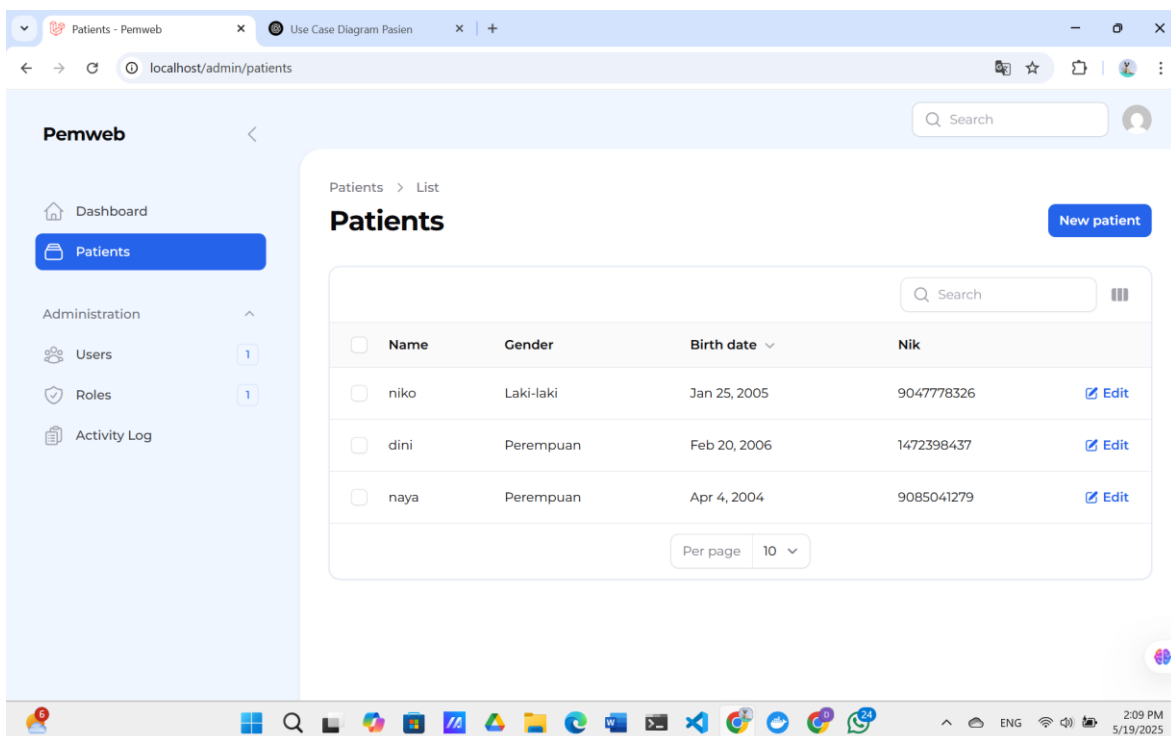 Patients - Pemweb
Use Case Diagram Pasien
localhost/admin/patients
Pemweb
Search
Dashboard
Patients
Administration
Users 1
Roles 1
Activity Log
Patients > List
Patients
New patient
Search
Name Gender Birth date Nik
niko Laki-laki Jan 25, 2005 9047778326 Edit
dini Perempuan Feb 20, 2006 1472398437 Edit
naya Perempuan Apr 4, 2004 9085041279 Edit
Per page 10
6
24
ENG
2:09 PM
5/19/2025